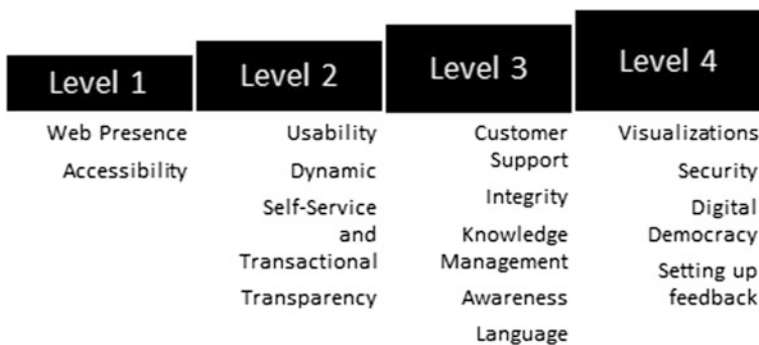 Level 1
Web Presence
Accessibility
Level 2
Usability
Dynamic
Self-Service
and
Transactional
Transparency
Level 3
Customer
Support
Integrity
Knowledge
Management
Awareness
Language
Level 4
Visualizations
Security
Digital
Democracy
Setting up
feedback